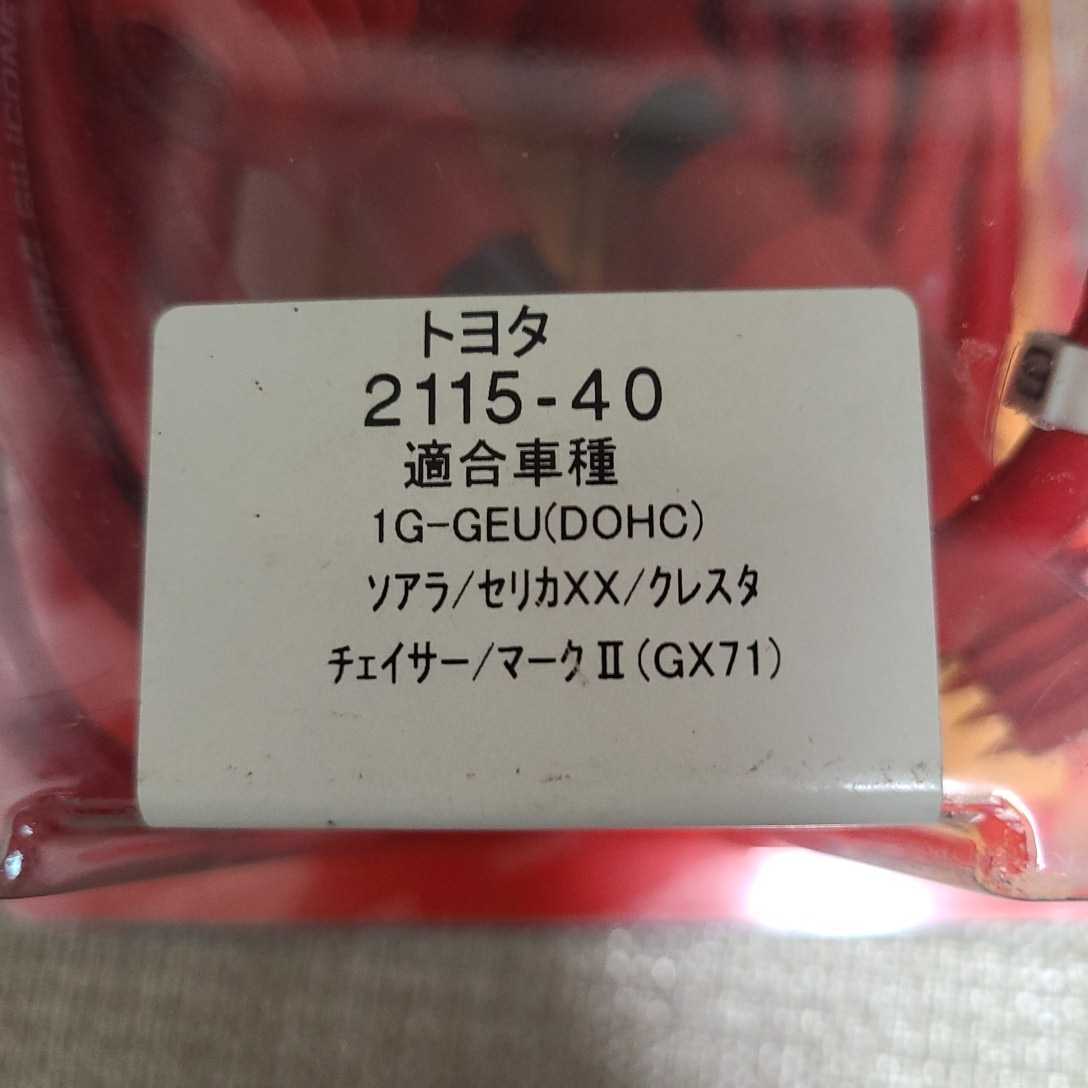 トヨタ
2115-40
適合車種
1G-GEU(DOHC)
ソアラ/セリカXX/クレスタ
チェイサー/マークⅡ(GX71)